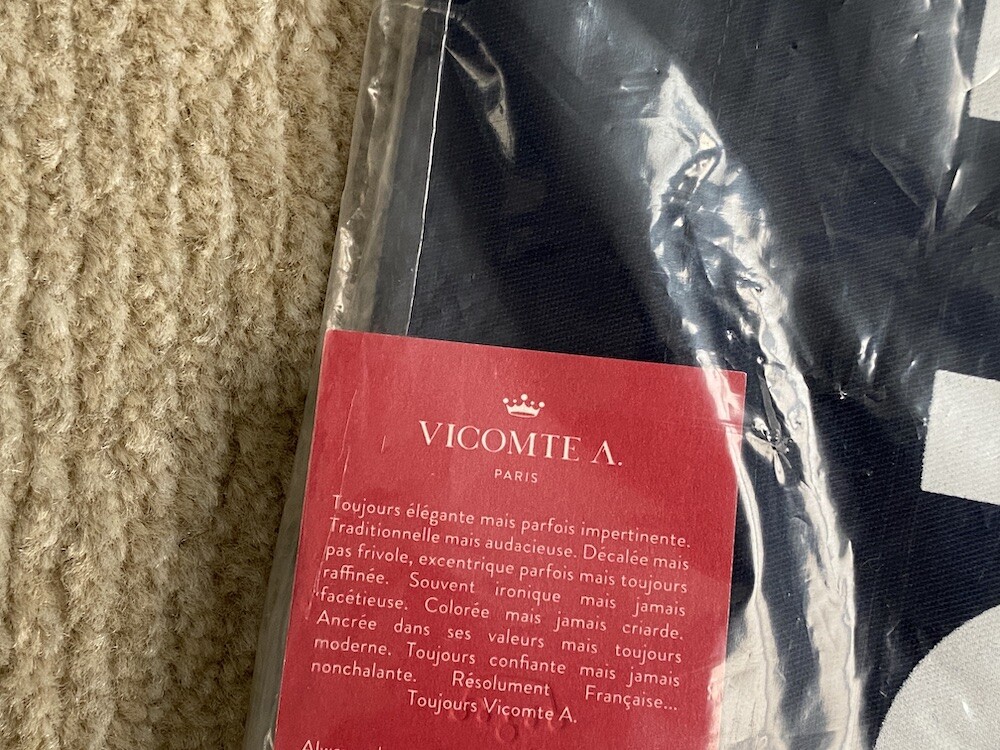 VICOMTE A.
PARIS
Toujours élégante mais parfois impertinente.
Traditionnelle mais audacieuse. Décalée mais
pas frivole, excentrique parfois mais toujours
raffinée. Souvent ironique mais jamais
facétieuse. Colorée mais jamais criarde.
Ancrée dans ses valeurs mais toujours
moderne. Toujours confiante mais jamais
nonchalante. Résolument Française...
Toujours Vicomte A.